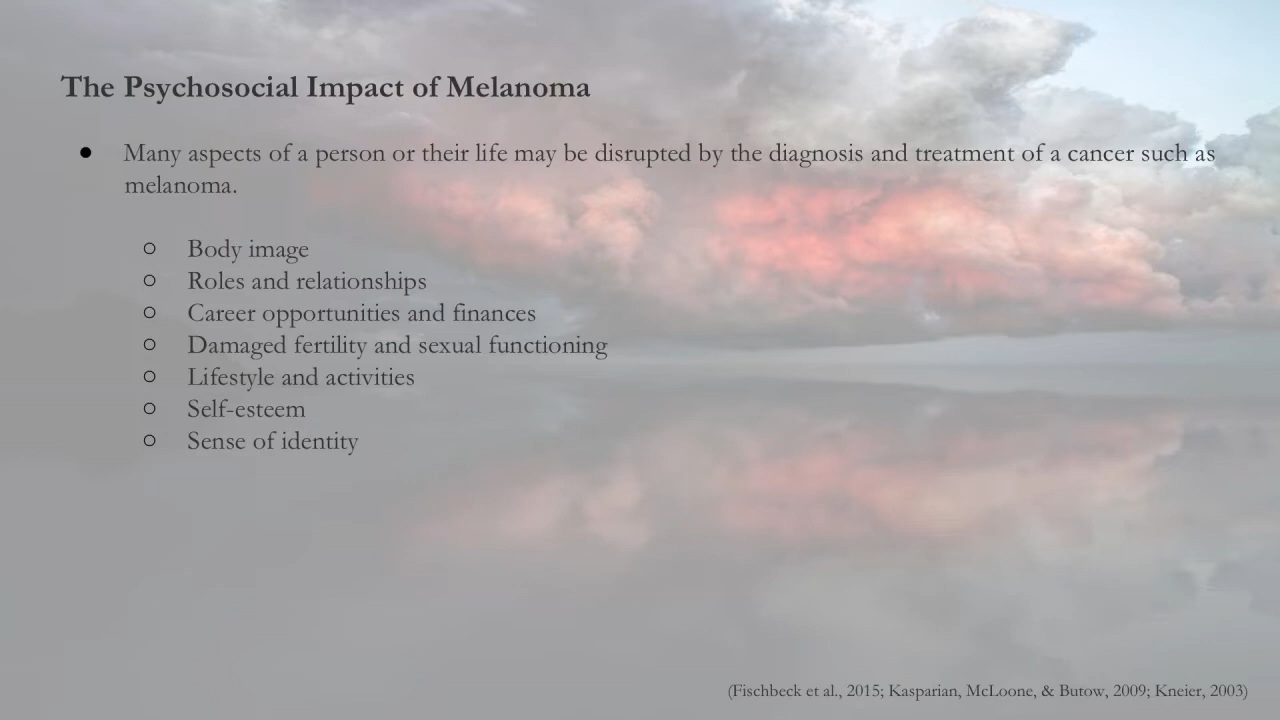 The Psychosocial Impact of Melanoma
● Many aspects of a person or their life may be disrupted by the diagnosis and treatment of a cancer such as
melanoma.
○ Body image
○ Roles and relationships
○ Career opportunities and finances
○ Damaged fertility and sexual functioning
○ Lifestyle and activities
○ Self-esteem
○ Sense of identity
(Fischbeck et al., 2015; Kasparian, McLoone, & Butow, 2009; Kneier, 2003)